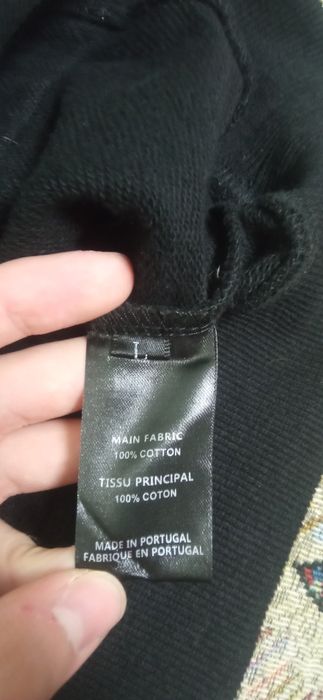 L
MAIN FABRIC
100% COTTON
TISSU PRINCIPAL
100% COTON
MADE IN PORTUGAL
FABRIQUE EN PORTUGAL